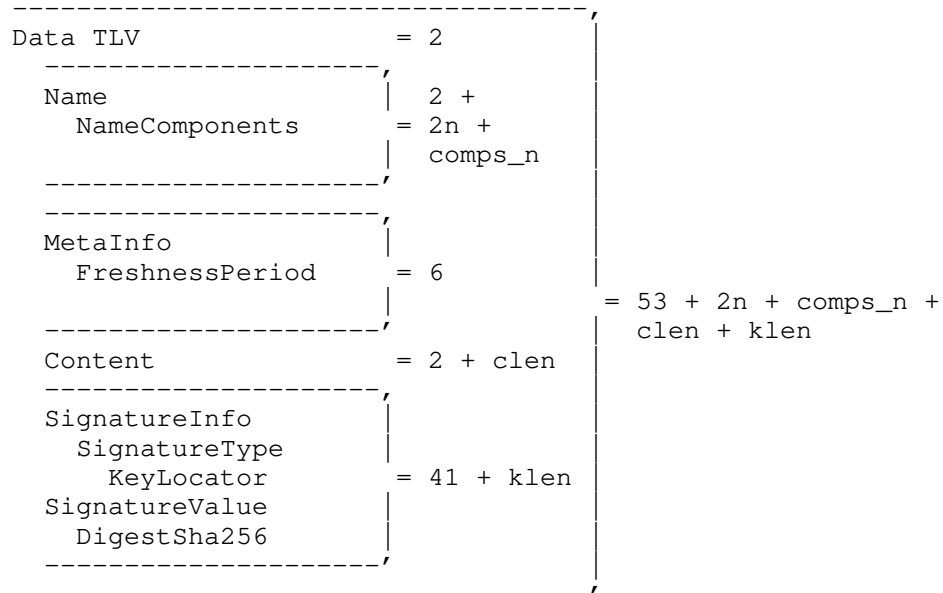 ------------------------------------,
Data TLV                = 2           |
  ---------------------,              |
  Name                 |  2 +         |
    NameComponents     = 2n +         |
                       |  comps_n     |
  ---------------------'              |
  ---------------------,              |
  MetaInfo             |              |
    FreshnessPeriod    = 6            |
                       |               = 53 + 2n + comps_n +
  ---------------------'              |  clen + klen
  Content               = 2 + clen    |
  ---------------------,              |
  SignatureInfo        |              |
    SignatureType      |              |
      KeyLocator       = 41 + klen    |
  SignatureValue       |              |
    DigestSha256       |              |
  ---------------------'              |
                                      ,